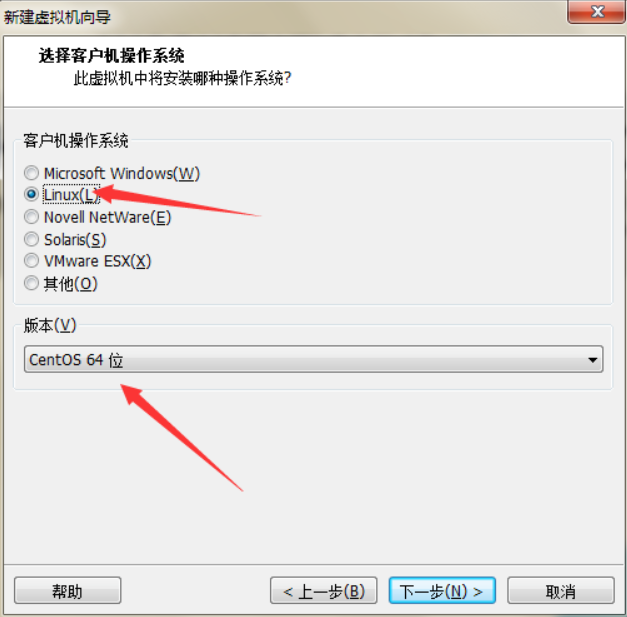 新建虚拟机向导
选择客户机操作系统
此虚拟机中将安装哪种操作系统?
客户机操作系统
Microsoft Windows(W)
Linux(L)
Novell NetWare(E)
Solaris(S)
VMware ESX(X)
其他(O)
版本(V)
CentOS 64 位
帮助
< 上一步(B)
下一步(N) >
取消